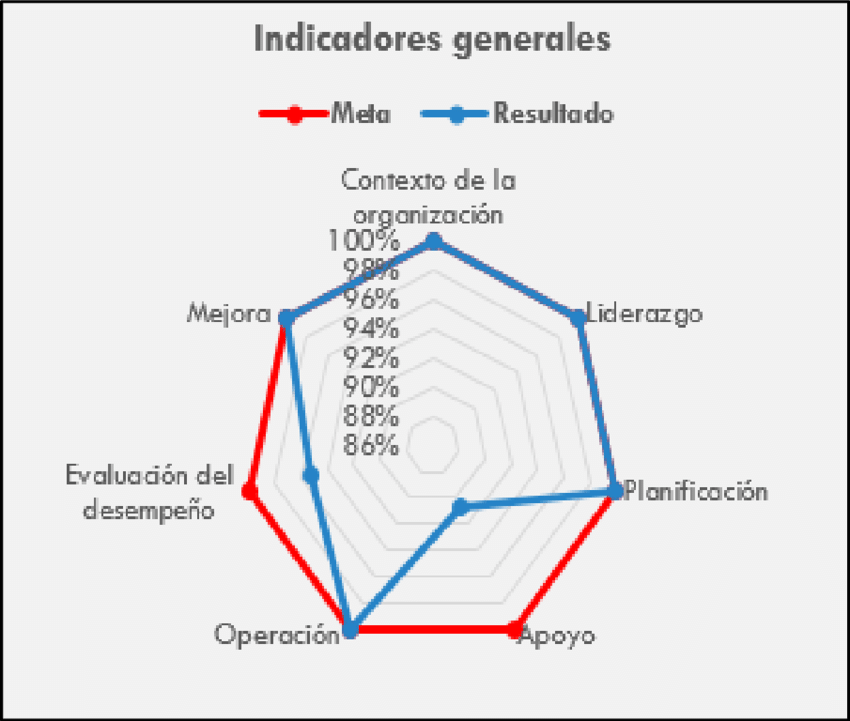 Indicadores generales
Meta
Resultado
Contexto de la
organización
100%
98%
96%
94%
92%
90%
88%
86%
Mejora
Liderazgo
Evaluación del
desempeño
Planificación
Operación
Apoyo